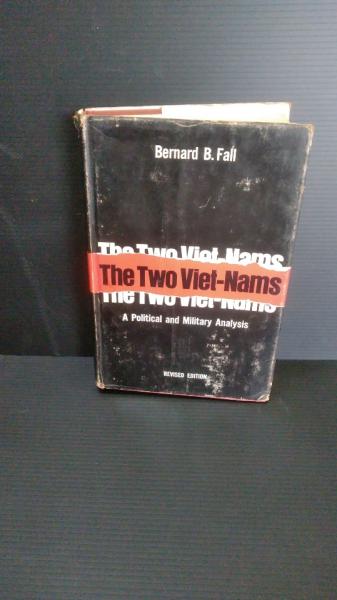 Bernard B. Fall
The Two Viet-Nams
The Two Viet-Nams
The Two Viet-Nams
A Political and Military Analysis
REVISED EDITION